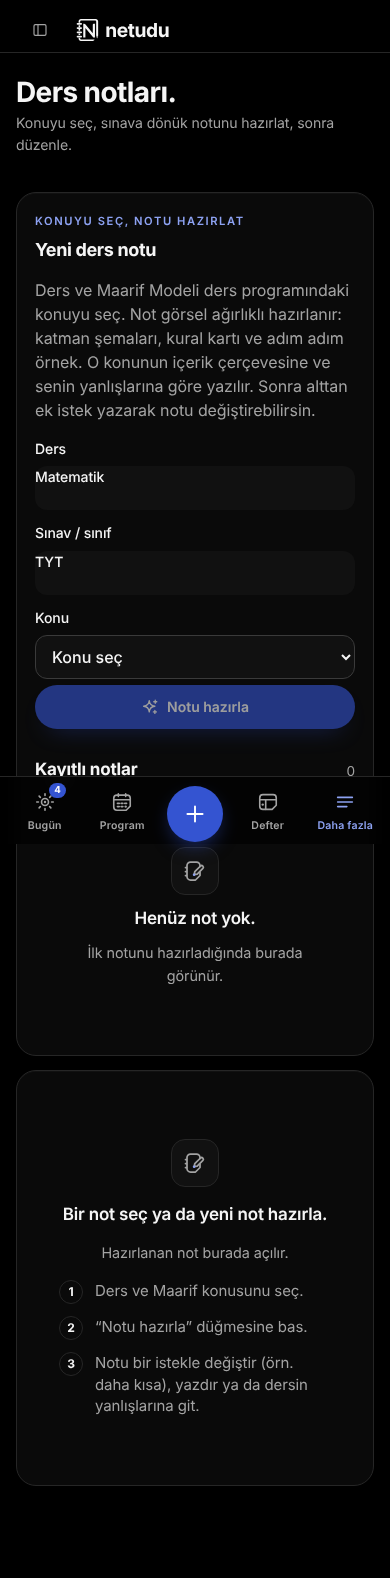 netudu
Ders notları.
Konuyu seç, sınava dönük notunu hazırlat, sonra
düzenle.
KONUYU SEÇ, NOTU HAZIRLAT
Yeni ders notu
Ders ve Maarif Modeli ders programındaki
konuyu seç. Not görsel ağırlıklı hazırlanır:
katman şemaları, kural kartı ve adım adım
örnek. O konunun içerik çerçevesine ve
senin yanlışlarına göre yazılır. Sonra alttan
ek istek yazarak notu değiştirebilirsin.
Ders
Matematik
Sınav / sınıf
TYT
Konu
Konu seç
Notu hazırla
Kayıtlı notlar 0
4
Bugün Program Defter Daha fazla
Henüz not yok.
İlk notunu hazırladığında burada
görünür.
Bir not seç ya da yeni not hazırla.
Hazırlanan not burada açılır.
1 Ders ve Maarif konusunu seç.
2 “Notu hazırla” düğmesine bas.
3 Notu bir istekle değiştir (örn.
daha kısa), yazdır ya da dersin
yanlışlarına git.